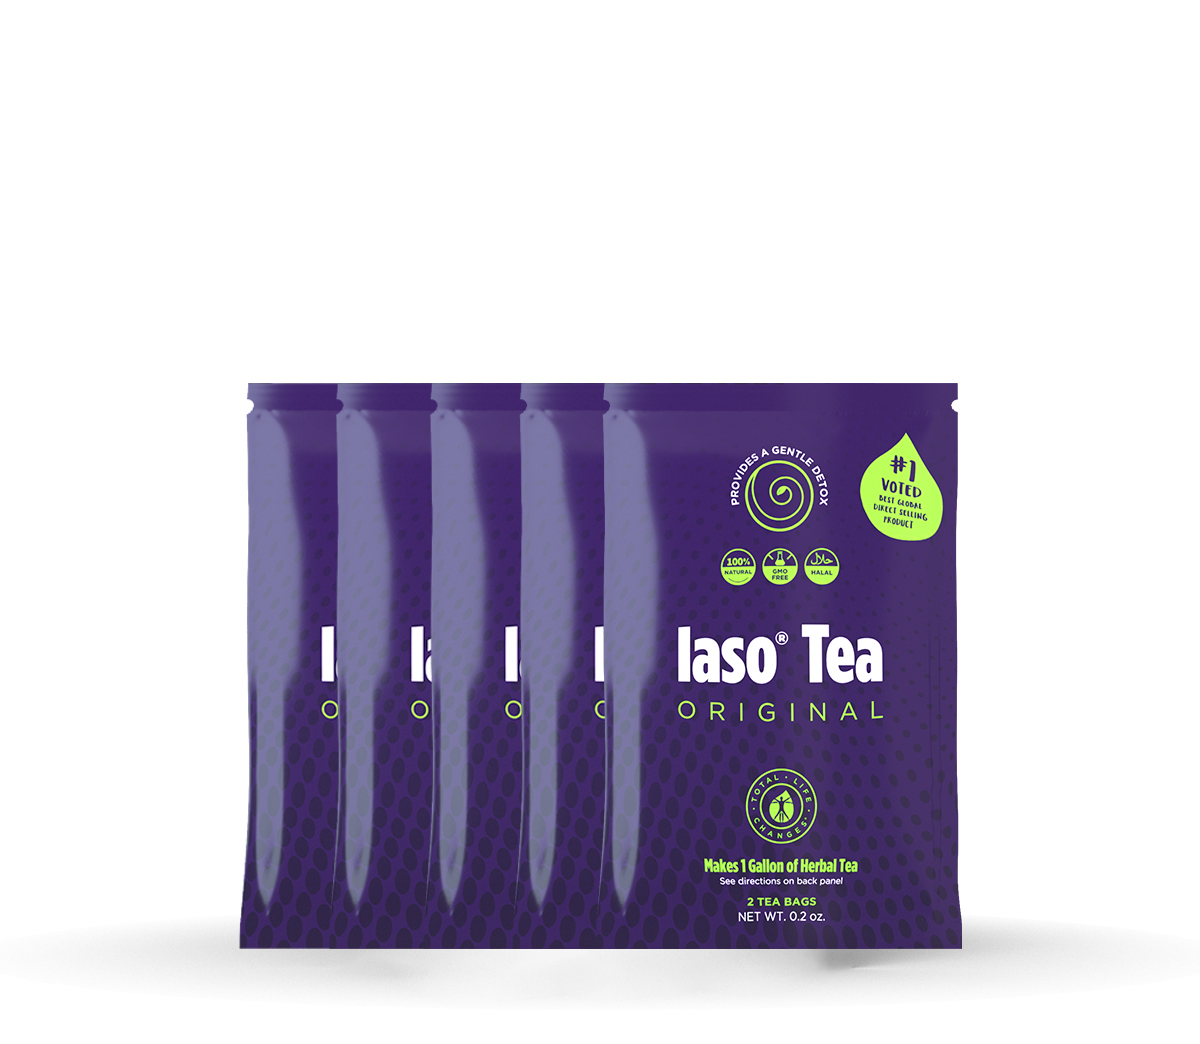 PROVIDES A GENTLE DETOX
#1
VOTED
BEST GLOBAL
DIRECT SELLING
PRODUCT
100%
NATURAL
GMO
FREE
حلال
HALAL
I
Ia
I
I
Iaso® Tea
O
O
O
O
ORIGINAL
TOTAL · LIFE · CHANGES ·
Makes 1 Gallon of Herbal Tea
See directions on back panel
2 TEA BAGS
NET WT. 0.2 oz.